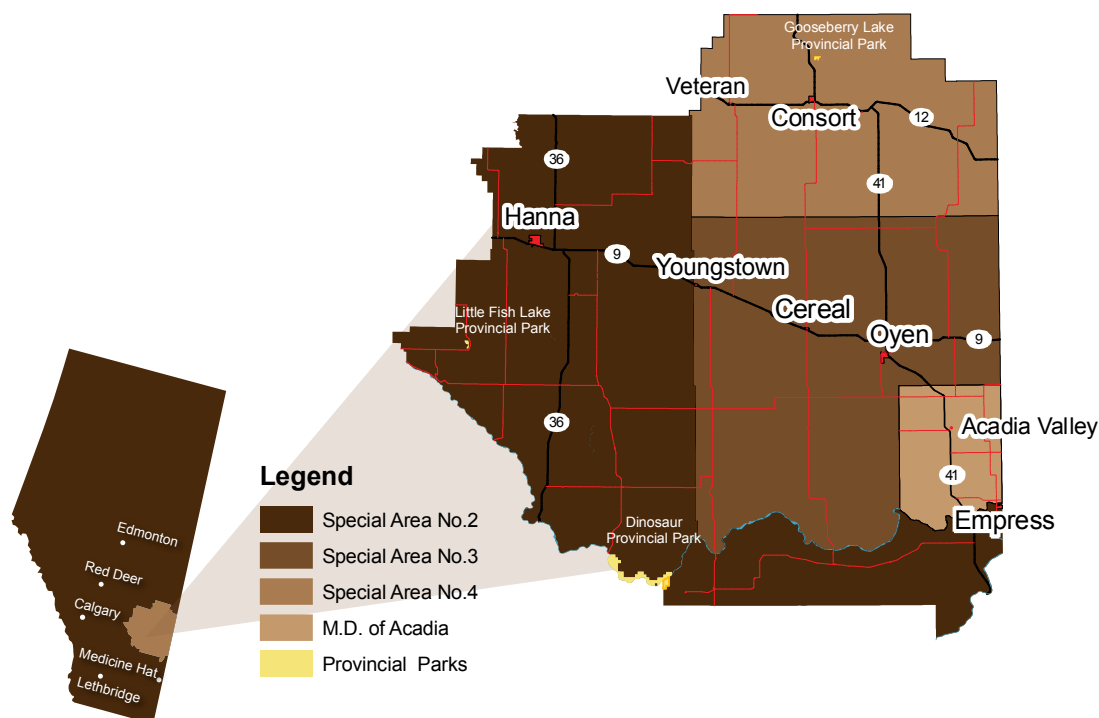 Gooseberry Lake
Provincial Park
Veteran
Consort
12
36
41
Hanna
9
Youngstown
Cereal
Oyen
9
Little Fish Lake
Provincial Park
36
Acadia Valley
41
Empress
Dinosaur
Provincial Park
Legend
Special Area No.2
Special Area No.3
Special Area No.4
M.D. of Acadia
Provincial Parks
Edmonton
Red Deer
Calgary
Medicine Hat
Lethbridge